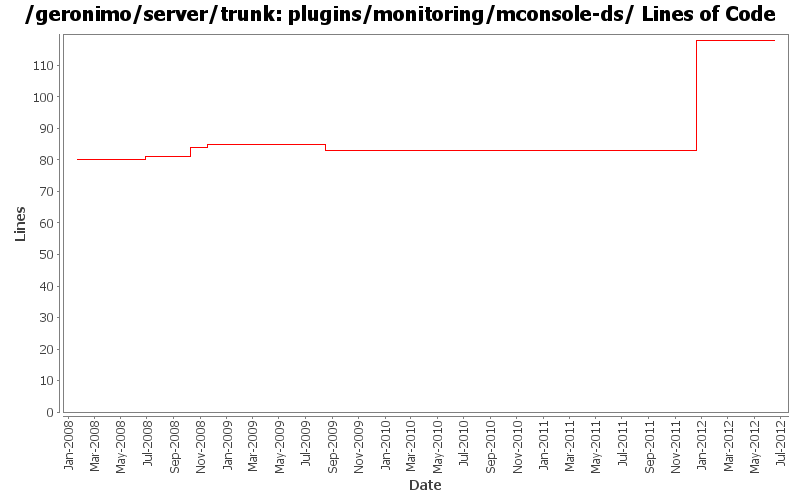 /geronimo/server/trunk: plugins/monitoring/mconsole-ds/ Lines of Code
Lines
110
100
90
80
70
60
50
40
30
20
10
0
Jan-2008
Mar-2008
May-2008
Jul-2008
Sep-2008
Nov-2008
Jan-2009
Mar-2009
May-2009
Jul-2009
Sep-2009
Nov-2009
Jan-2010
Mar-2010
May-2010
Jul-2010
Sep-2010
Nov-2010
Jan-2011
Mar-2011
May-2011
Jul-2011
Sep-2011
Nov-2011
Jan-2012
Mar-2012
May-2012
Jul-2012
Date